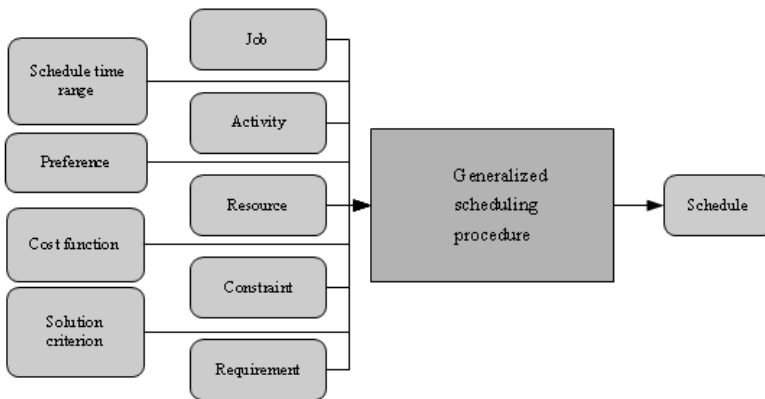 Job
Schedule time
range
Activity
Preference
Resource
Cost function
Constraint
Solution
criterion
Requirement
Generalized
scheduling
procedure
Schedule